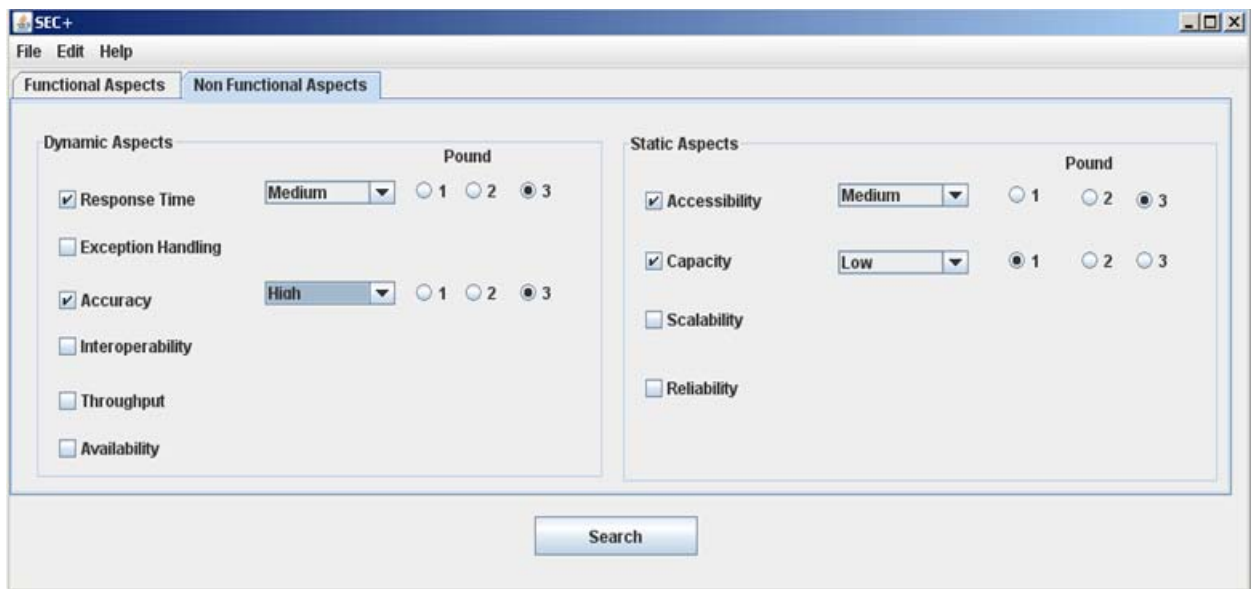 SEC+
File Edit Help
Functional Aspects Non Functional Aspects
Dynamic Aspects
Pound
Response Time Medium 1 2 3
Exception Handling
Accuracy High 1 2 3
Interoperability
Throughput
Availability
Static Aspects
Pound
Accessibility Medium 1 2 3
Capacity Low 1 2 3
Scalability
Reliability
Search